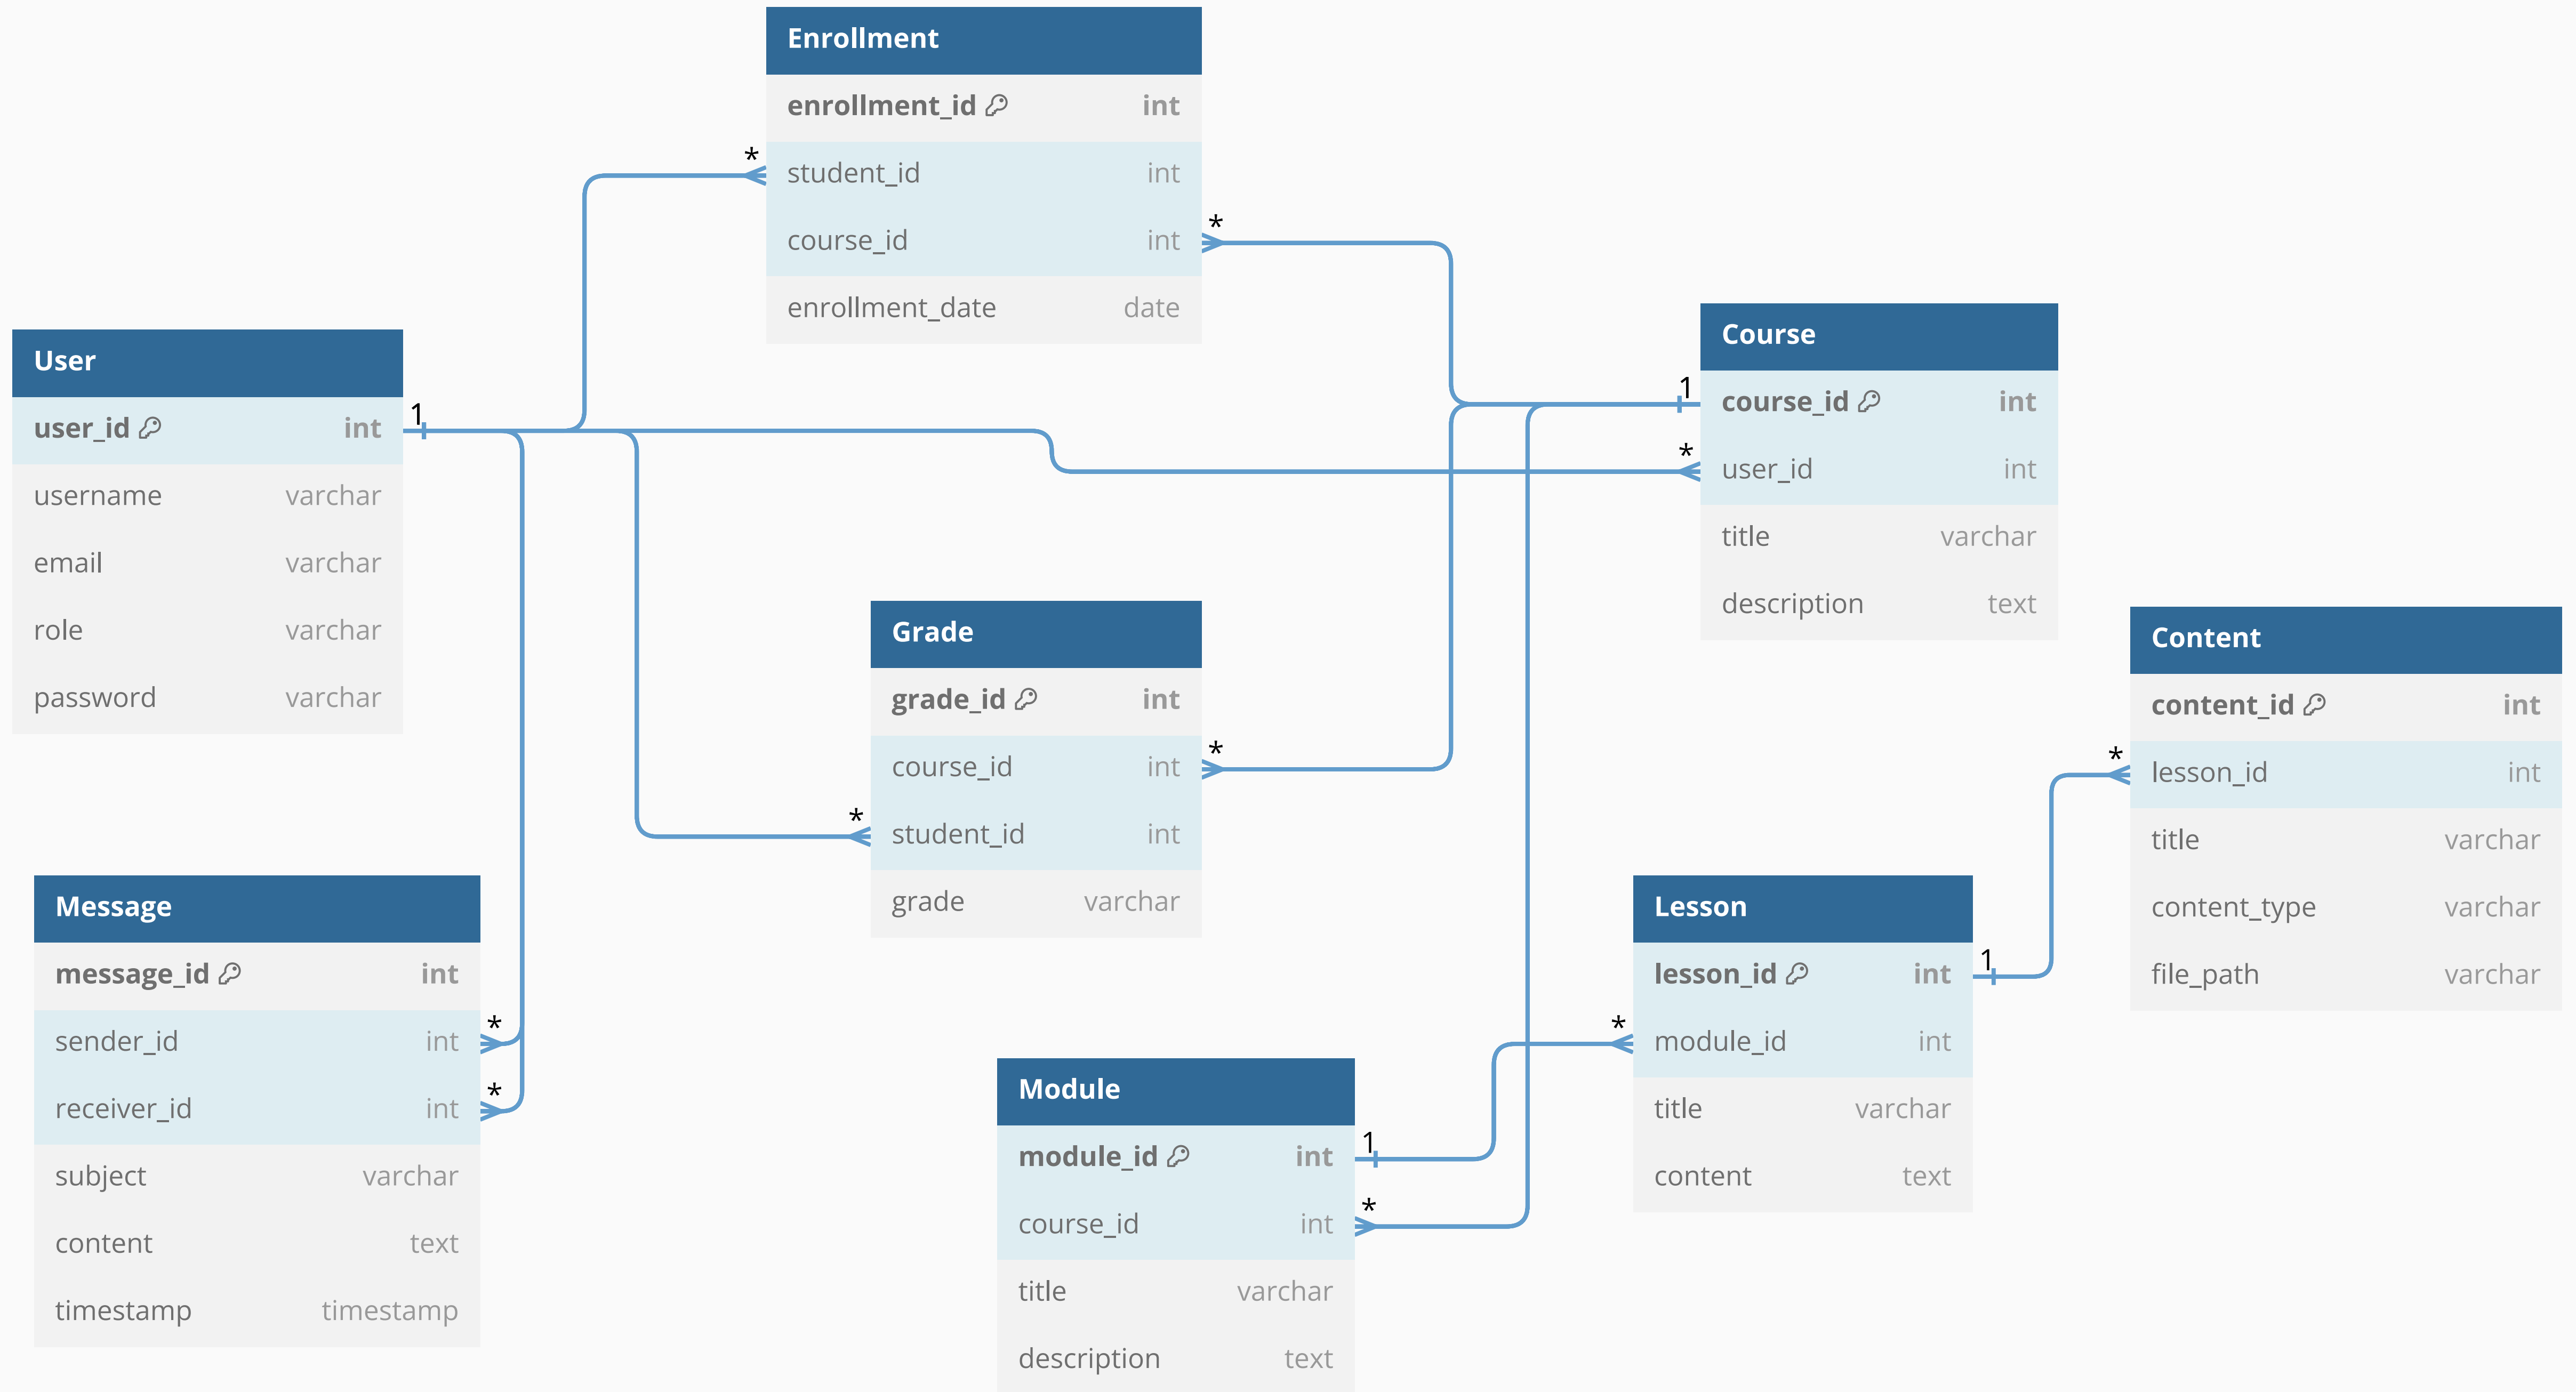 Enrollment
enrollment_id int
* student_id int
course_id int *
enrollment_date date
User
user_id int 1
username varchar
email varchar
role varchar
password varchar
Course
1 course_id int
* user_id int
title varchar
description text
Grade
grade_id int
course_id int *
* student_id int
grade varchar
Content
content_id int
* lesson_id int
title varchar
content_type varchar
file_path varchar
Message
message_id int
sender_id int *
receiver_id int *
subject varchar
content text
timestamp timestamp
Lesson
lesson_id int 1
* module_id int
title varchar
content text
Module
module_id int 1
course_id int *
title varchar
description text